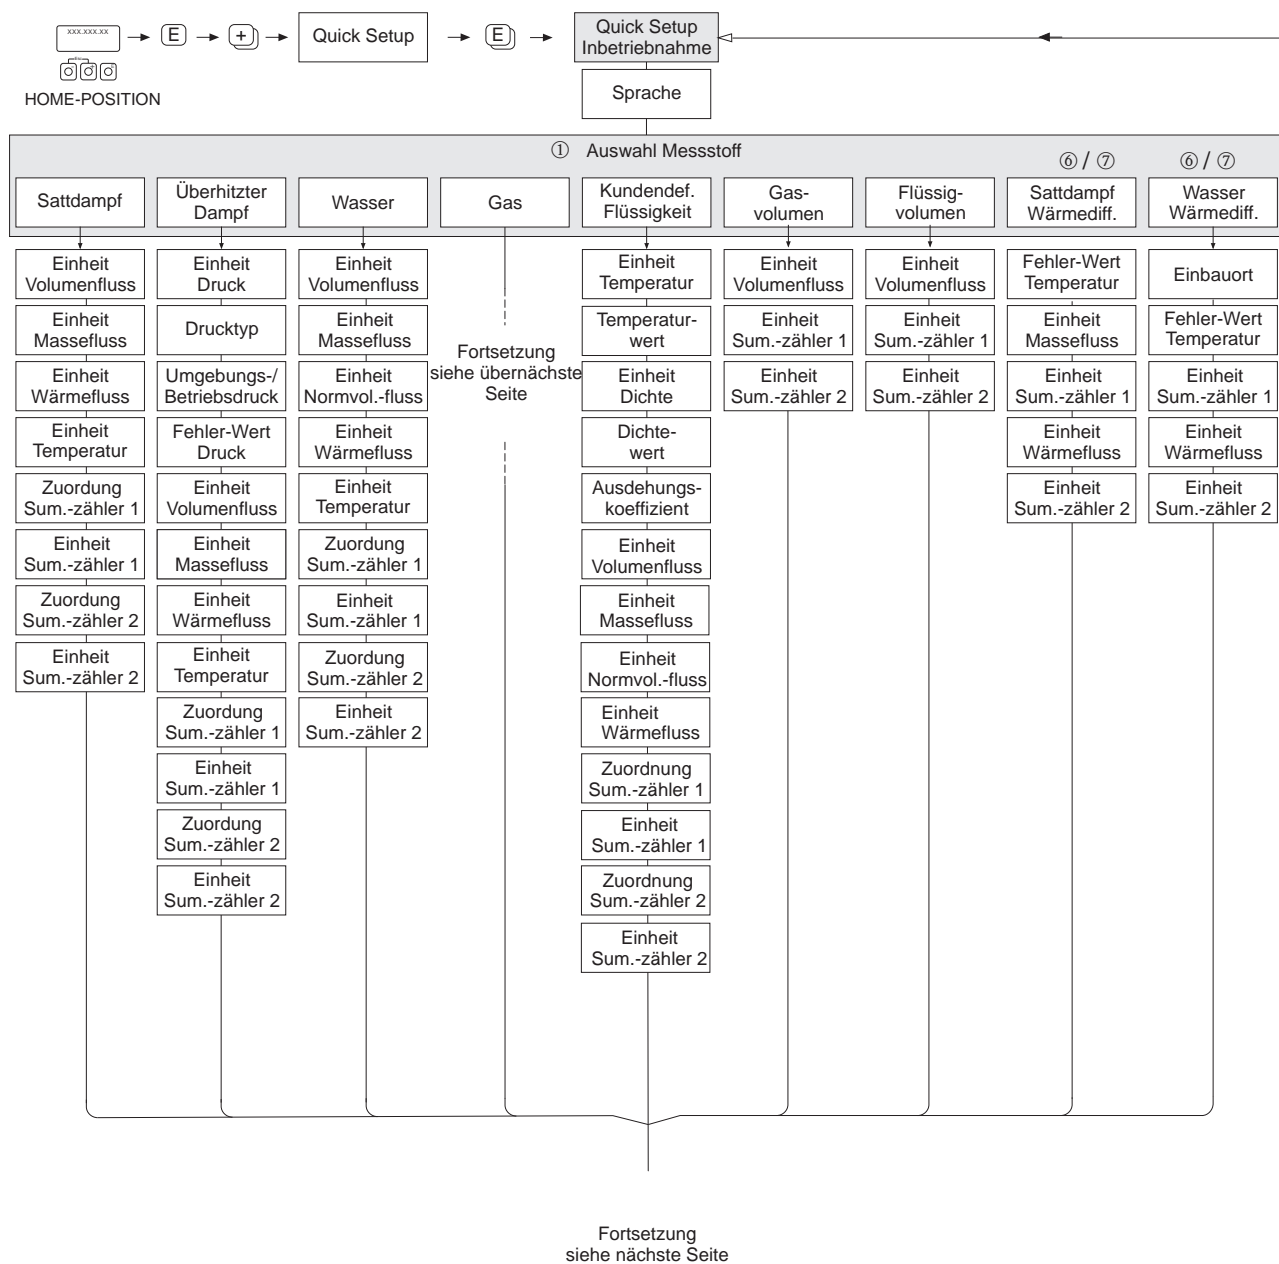 xxx.xxx.xx
Esc
E
+
Quick Setup
E
Quick Setup
Inbetriebnahme
HOME-POSITION
Sprache
① Auswahl Messstoff
⑥ / ⑦
⑥ / ⑦
Sattdampf
Überhitzter
Dampf
Wasser
Gas
Kundendef.
Flüssigkeit
Gas-
volumen
Flüssig-
volumen
Sattdampf
Wärmediff.
Wasser
Wärmediff.
Einheit
Volumenfluss
Einheit
Massefluss
Einheit
Wärmefluss
Einheit
Temperatur
Zuordung
Sum.-zähler 1
Einheit
Sum.-zähler 1
Zuordung
Sum.-zähler 2
Einheit
Sum.-zähler 2
Einheit
Druck
Drucktyp
Umgebungs-/
Betriebsdruck
Fehler-Wert
Druck
Einheit
Volumenfluss
Einheit
Massefluss
Einheit
Wärmefluss
Einheit
Temperatur
Zuordung
Sum.-zähler 1
Einheit
Sum.-zähler 1
Zuordung
Sum.-zähler 2
Einheit
Sum.-zähler 2
Einheit
Volumenfluss
Einheit
Massefluss
Einheit
Normvol.-fluss
Einheit
Wärmefluss
Einheit
Temperatur
Zuordung
Sum.-zähler 1
Einheit
Sum.-zähler 1
Zuordung
Sum.-zähler 2
Einheit
Sum.-zähler 2
Fortsetzung
siehe übernächste
Seite
Einheit
Temperatur
Temperatur-
wert
Einheit
Dichte
Dichte-
wert
Ausdehungs-
koeffizient
Einheit
Volumenfluss
Einheit
Massefluss
Einheit
Normvol.-fluss
Einheit
Wärmefluss
Zuordnung
Sum.-zähler 1
Einheit
Sum.-zähler 1
Zuordnung
Sum.-zähler 2
Einheit
Sum.-zähler 2
Einheit
Volumenfluss
Einheit
Sum.-zähler 1
Einheit
Sum.-zähler 2
Einheit
Volumenfluss
Einheit
Sum.-zähler 1
Einheit
Sum.-zähler 2
Fehler-Wert
Temperatur
Einheit
Massefluss
Einheit
Sum.-zähler 1
Einheit
Wärmefluss
Einheit
Sum.-zähler 2
Einbauort
Fehler-Wert
Temperatur
Einheit
Sum.-zähler 1
Einheit
Wärmefluss
Einheit
Sum.-zähler 2
Fortsetzung
siehe nächste Seite